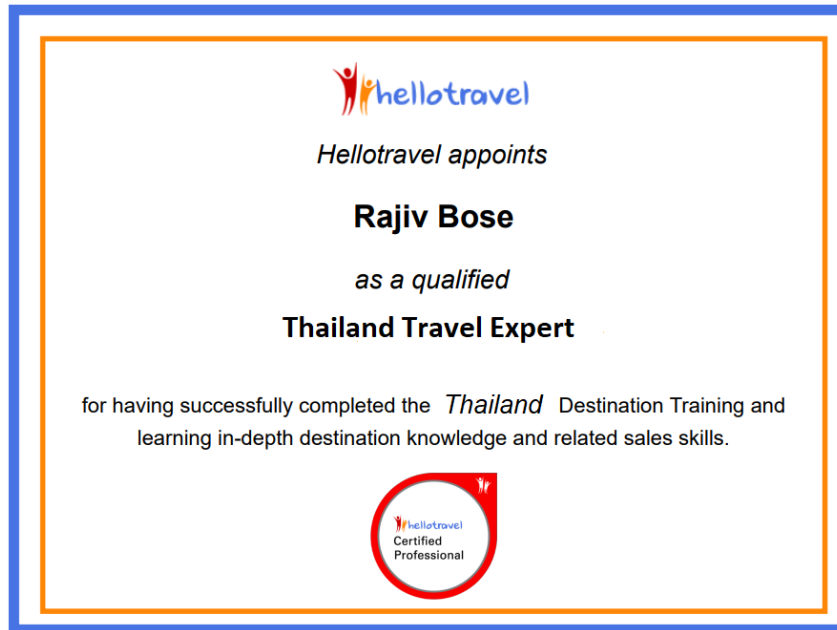 hellotravel
Hellotravel appoints
Rajiv Bose
as a qualified
Thailand Travel Expert
for having successfully completed the Thailand Destination Training and
learning in-depth destination knowledge and related sales skills.
hellotravel
Certified
Professional